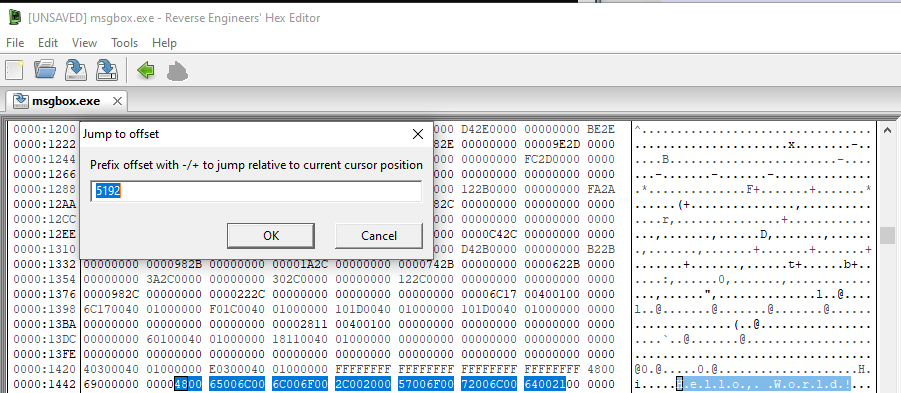 [UNSAVED] msgbox.exe - Reverse Engineers' Hex Editor
File Edit View Tools Help
msgbox.exe
0000:1200 D42E0000 00000000 BE2E ^................................
0000:1222 82E 00000000 00009E2D 0000 ......................x.......-..
0000:1244 00000000 0000FC2D 0000 0000
0000:1266 00000000 00000000 0000
0000:1288 122B0000 00000000 FA2A
0000:12AA 82C 00000000 00000000 0000
0000:12CC 00000000 00000000 0000
0000:12EE 00000000 0000C42C 0000
0000:1310 D42B0000 00000000 B22B
0000:1332 00000000 0000982B 00000000 00001A2C 00000000 0000742B 00000000 0000622B 0000
0000:1354 00000000 3A2C0000 00000000 302C0000 00000000 122C0000 00000000 00000000 0000
0000:1376 0000982C 00000000 0000222C 00000000 00000000 00000000 00006C17 00400100 0000
0000:1398 6C170040 01000000 F01C0040 01000000 101D0040 01000000 101D0040 01000000 0000
0000:13BA 00000000 00000000 00000000 00002811 00400100 00000000 00000000 00000000 0000
0000:13DC 00000000 60100040 01000000 18110040 01000000 00000000 00000000 00000000 0000
0000:13FE 00000000 00000000 00000000 00000000 00000000 00000000 00000000 00000000 0000
0000:1420 40300040 01000000 E0300040 01000000 FFFFFFFF FFFFFFFF FFFFFFFF FFFFFFFF 4800 @0.@.....0.@.....................H.
0000:1442 69000000 00004800 65006C00 6C006F00 2C002000 57006F00 72006C00 64002100 0000 i.....H.e.l.l.o.,. .W.o.r.l.d.!...
Jump to offset
Prefix offset with -/+ to jump relative to current cursor position
5192
OK
Cancel